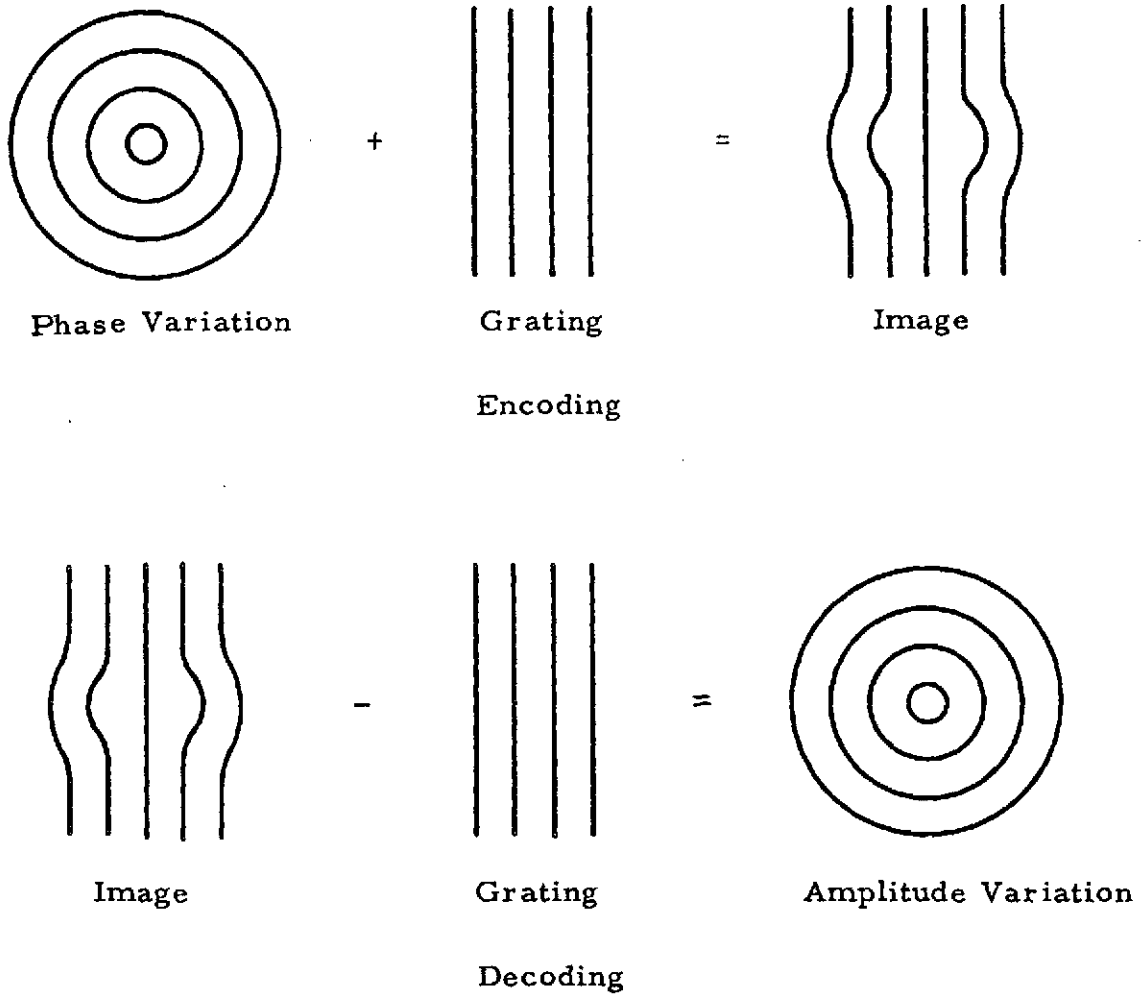 + =
Phase Variation Grating Image
Encoding
- =
Image Grating Amplitude Variation
Decoding